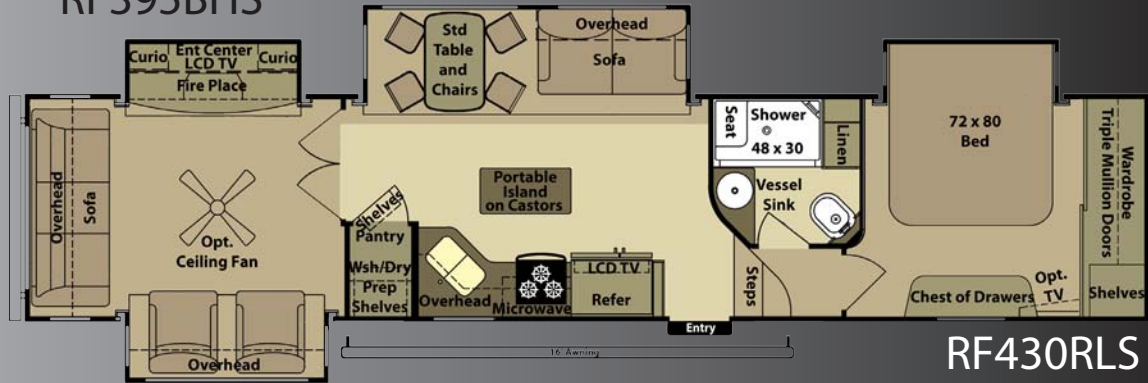 RF395BHS
Curio
Ent Center
LCD TV
Curio
Fire Place
Std
Table
and
Chairs
Overhead
Sofa
Overhead
Sofa
Opt.
Ceiling Fan
Overhead
Shelves
Pantry
Wsh/Dry
Prep
Shelves
Portable
Island
on Castors
Overhead
Microwave
LCD TV
Refer
Seat
Shower
48 x 30
Linen
Vessel
Sink
Steps
Entry
16' Awning
72 x 80
Bed
Wardrobe
Triple Mullion Doors
Chest of Drawers
Opt.
TV
Shelves
RF430RLS